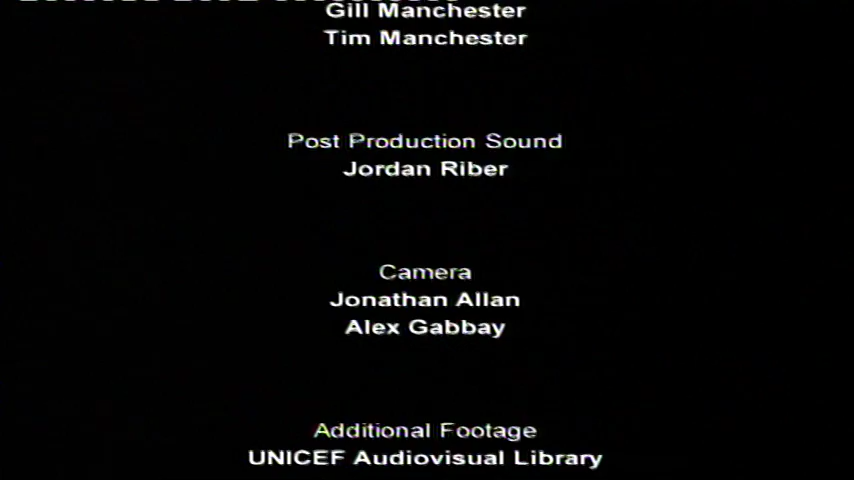 Gill Manchester
Tim Manchester
Post Production Sound
Jordan Riber
Camera
Jonathan Allan
Alex Gabbay
Additional Footage
UNICEF Audiovisual Library